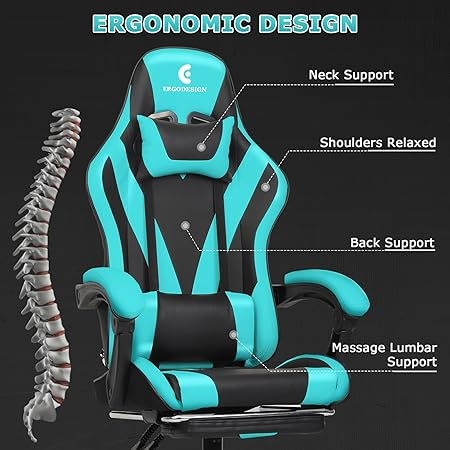 ERGONOMIC DESIGN
ERGODESIGN
Neck Support
Shoulders Relaxed
Back Support
Massage Lumbar
Support